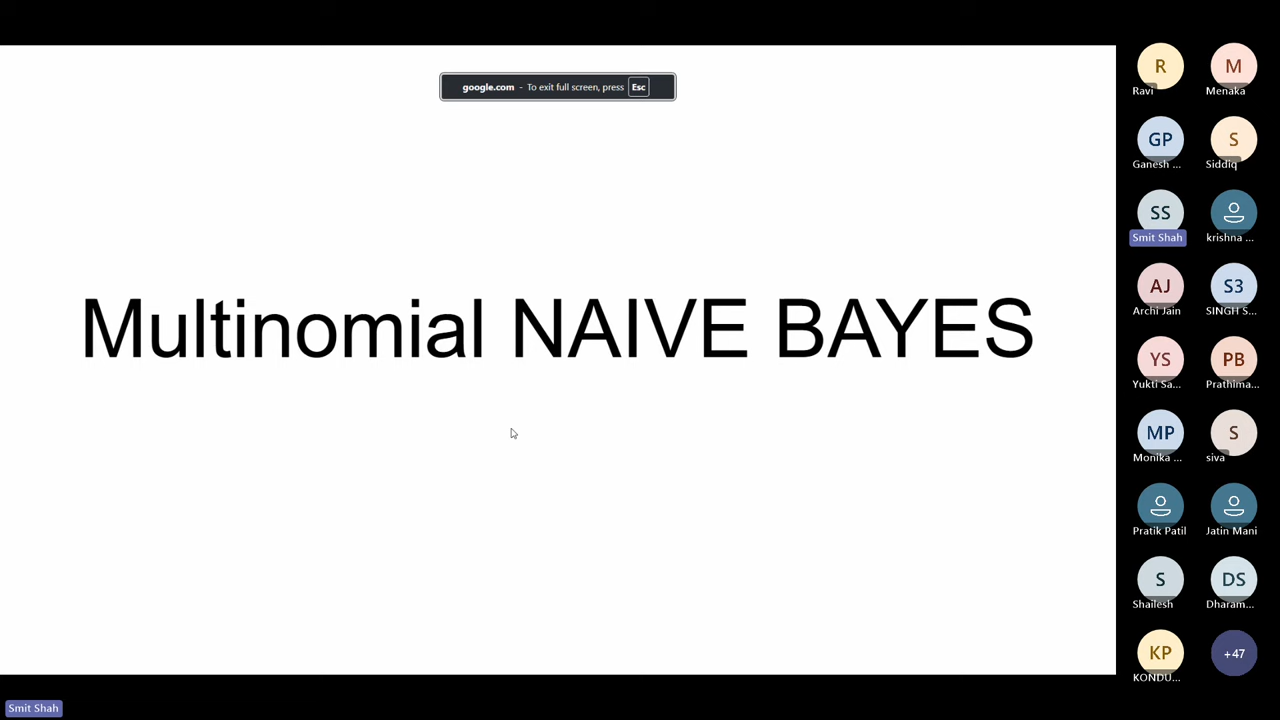 google.com - To exit full screen, press Esc
Multinomial NAIVE BAYES
R M
Ravi Menaka
GP S
Ganesh ... Siddiq
SS
Smit Shah krishna ...
AJ S3
Archi Jain SINGH S...
YS PB
Yukti Sa... Prathima...
MP S
Monika ... siva
Pratik Patil Jatin Mani
S DS
Shailesh Dharam...
KP +47
KONDU...
Smit Shah